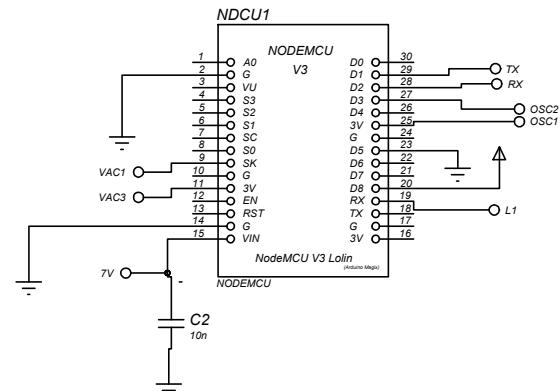 NDCU1
NODEMCU
V3
1 A0 D0 30
2 G D1 29 TX
3 VU D2 28 RX
4 S3 D3 27 OSC2
5 S2 D4 26
6 S1 3V 25 OSC1
7 SC G 24
8 S0 D5 23
VAC1 9 SK D6 22
10 G D7 21
VAC3 11 3V D8 20
12 EN RX 19 L1
13 RST TX 18
14 G G 17
15 VIN 3V 16
7V
NodeMCU V3 Lolin
(Arduino Magix)
NODEMCU
C2
10n